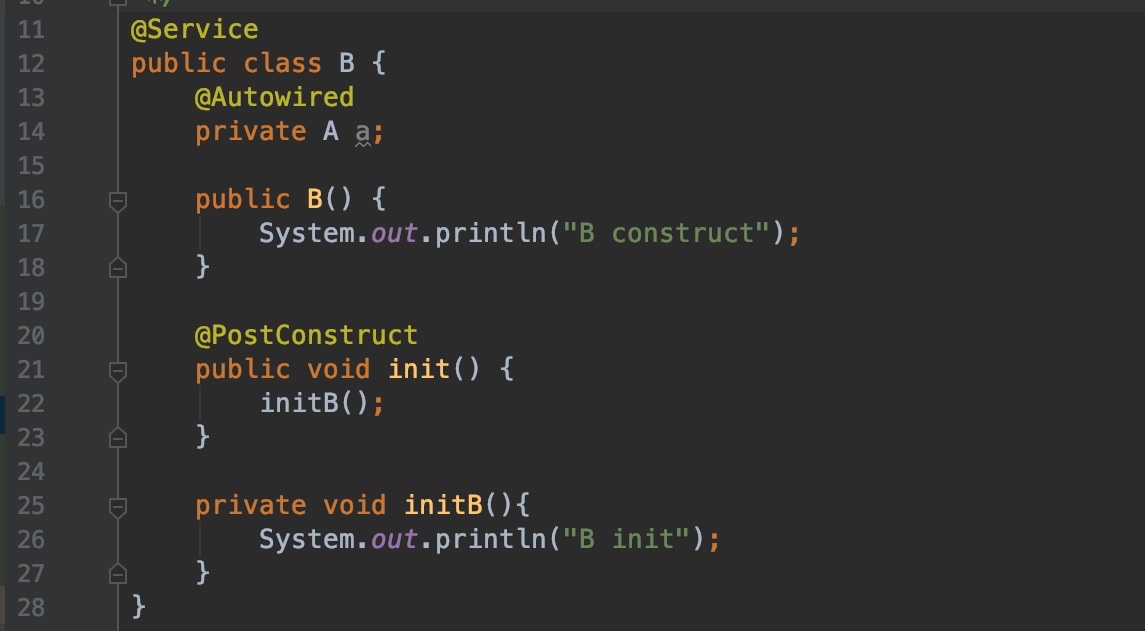 11 @Service
12 public class B {
13 @Autowired
14 private A a;
15
16 public B() {
17 System.out.println("B construct");
18 }
19
20 @PostConstruct
21 public void init() {
22 initB();
23 }
24
25 private void initB(){
26 System.out.println("B init");
27 }
28 }